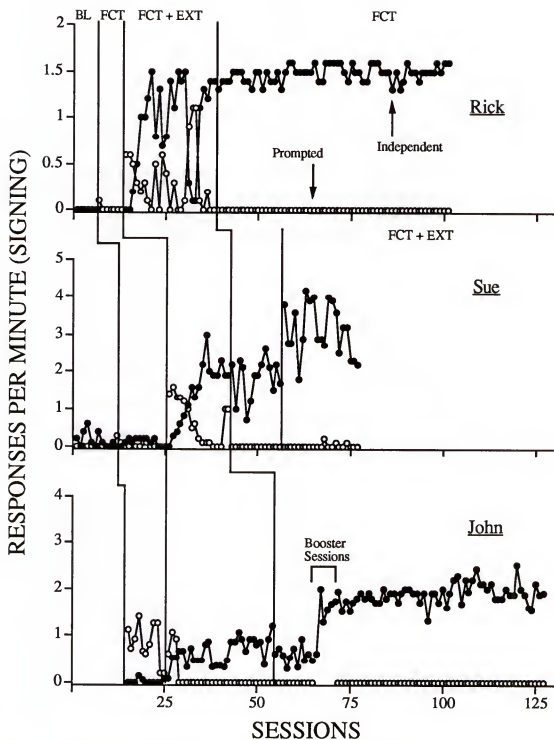 BL FCT FCT + EXT FCT
2
1.5
1
0.5
0
Rick
Prompted
Independent
FCT + EXT
5
4
3
2
1
0
Sue
4
3
2
1
0
John
Booster
Sessions
25 50 75 100 125
RESPONSES PER MINUTE (SIGNING)
SESSIONS